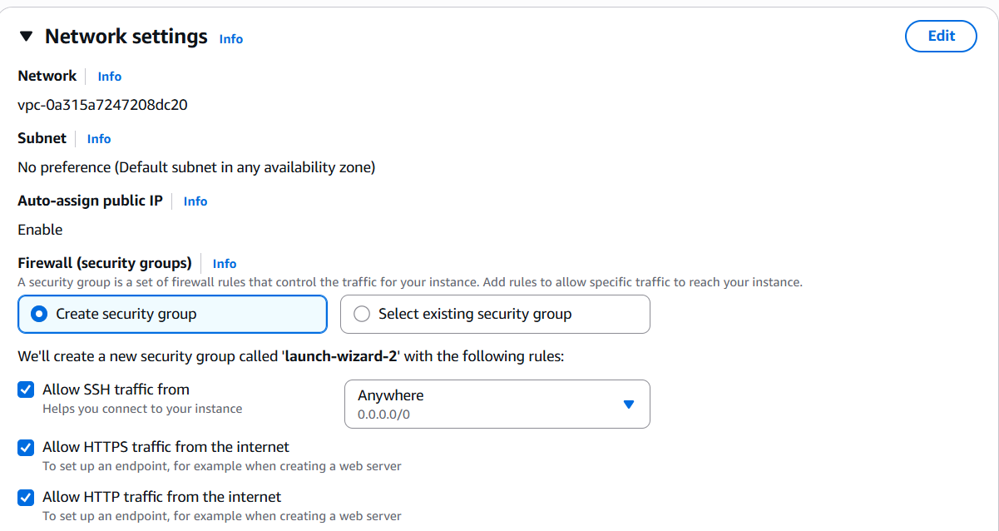 Network settings Info
Edit
Network Info
vpc-0a315a7247208dc20
Subnet Info
No preference (Default subnet in any availability zone)
Auto-assign public IP Info
Enable
Firewall (security groups) Info
A security group is a set of firewall rules that control the traffic for your instance. Add rules to allow specific traffic to reach your instance.
Create security group
Select existing security group
We'll create a new security group called 'launch-wizard-2' with the following rules:
Allow SSH traffic from
Helps you connect to your instance
Anywhere
0.0.0.0/0
Allow HTTPS traffic from the internet
To set up an endpoint, for example when creating a web server
Allow HTTP traffic from the internet
To set up an endpoint, for example when creating a web server